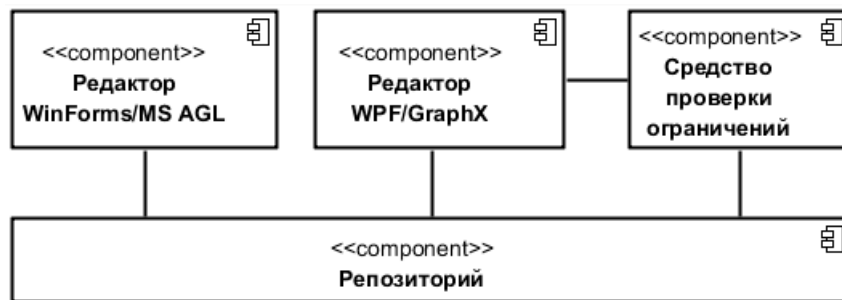 <<component>>
Редактор
WinForms/MS AGL
<<component>>
Редактор
WPF/GraphX
<<component>>
Средство
проверки
ограничений
<<component>>
Репозиторий